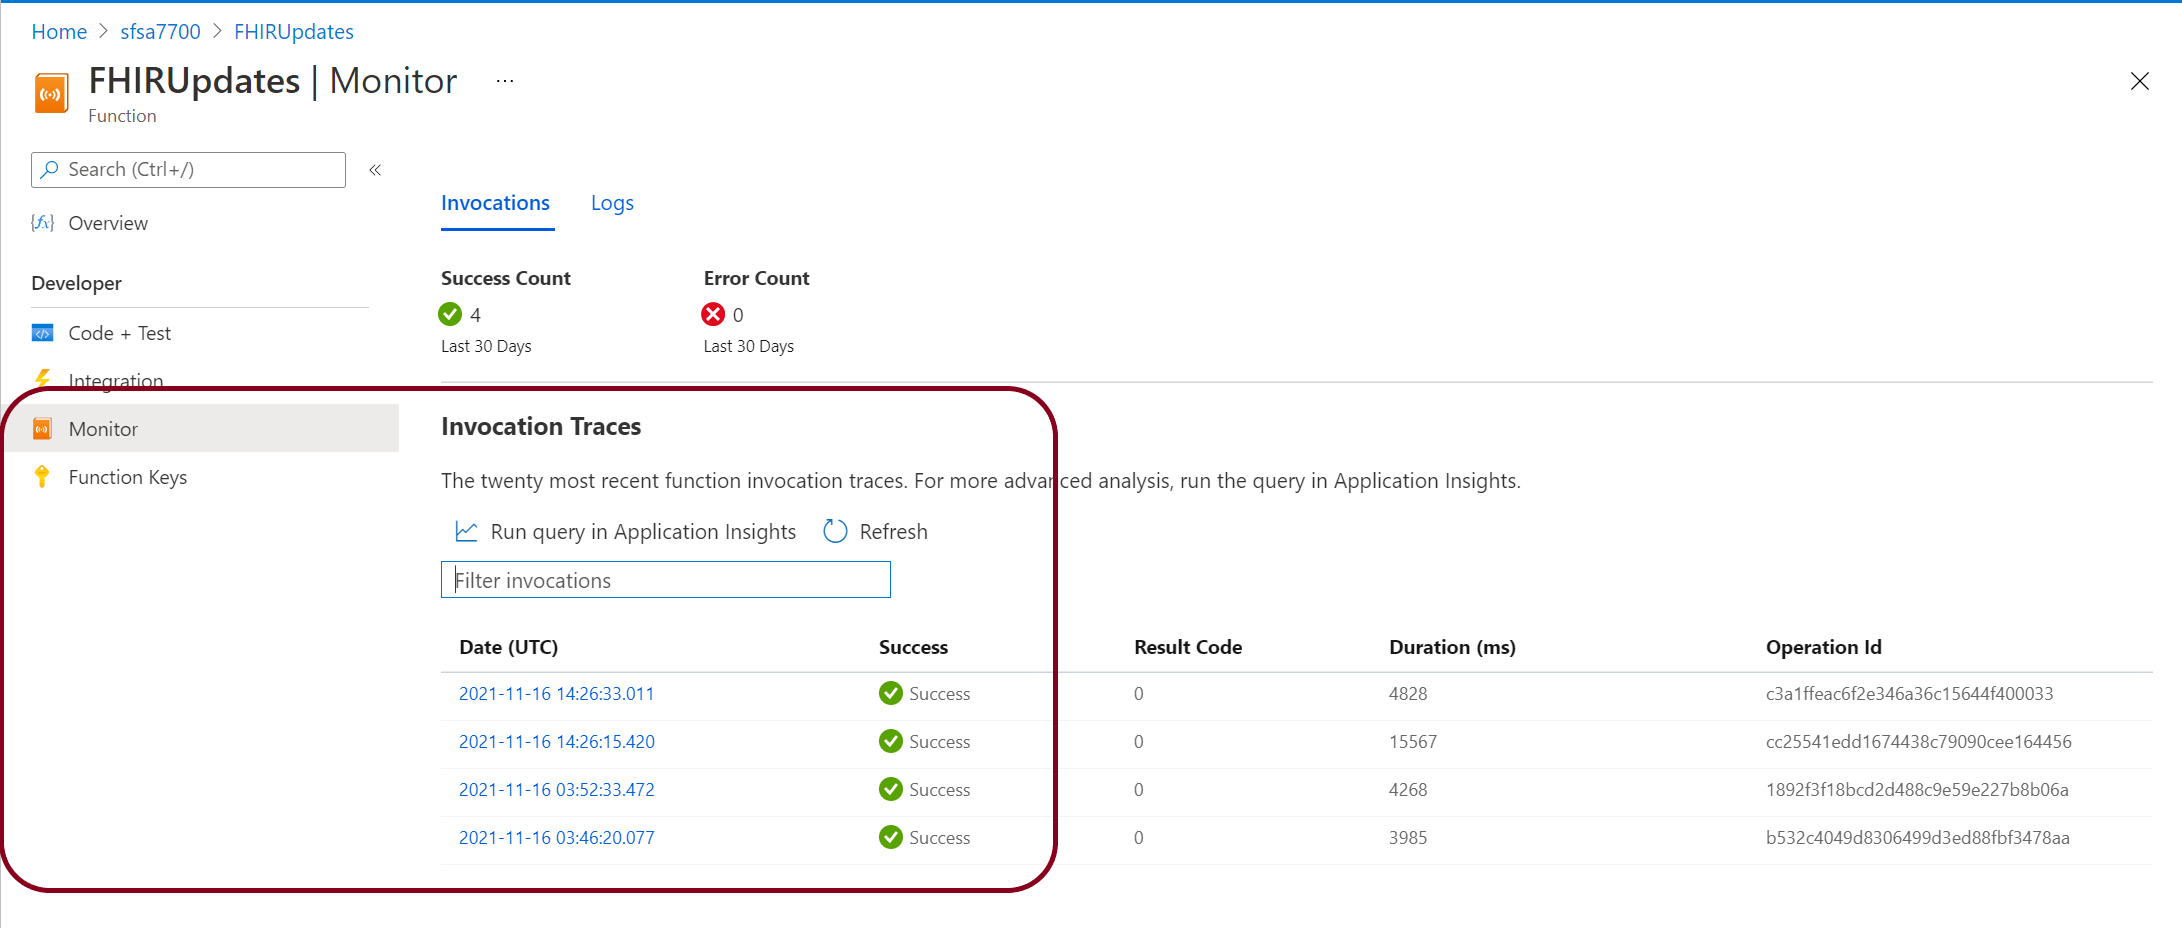 Home > sfsa7700 > FHIRUpdates
FHIRUpdates | Monitor ...
Function
Search (Ctrl+/)
«
Overview
Developer
Code + Test
Integration
Monitor
Function Keys
Invocations Logs
Success Count Error Count
4 0
Last 30 Days Last 30 Days
Invocation Traces
The twenty most recent function invocation traces. For more advanced analysis, run the query in Application Insights.
Run query in Application Insights Refresh
Filter invocations
Date (UTC) Success Result Code Duration (ms) Operation Id
2021-11-16 14:26:33.011 Success 0 4828 c3a1ffeac6f2e346a36c15644f400033
2021-11-16 14:26:15.420 Success 0 15567 cc25541edd1674438c79090cee164456
2021-11-16 03:52:33.472 Success 0 4268 1892f3f18bcd2d488c9e59e227b8b06a
2021-11-16 03:46:20.077 Success 0 3985 b532c4049d8306499d3ed88fbf3478aa